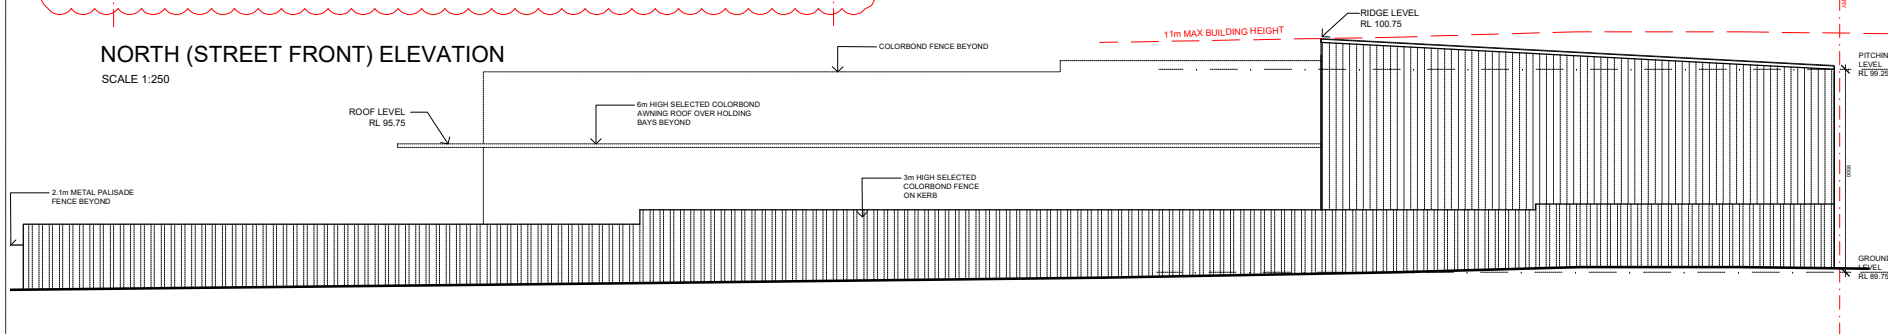 NORTH (STREET FRONT) ELEVATION
SCALE 1:250
COLORBOND FENCE BEYOND
11m MAX BUILDING HEIGHT
RIDGE LEVEL
RL 100.75
PITCHIN
LEVEL
RL 99.25
ROOF LEVEL
RL 95.75
6m HIGH SELECTED COLORBOND
AWNING ROOF OVER HOLDING
BAYS BEYOND
2.1m METAL PALISADE
FENCE BEYOND
3m HIGH SELECTED
COLORBOND FENCE
ON KERB
9500
GROUND
LEVEL
RL 89.75